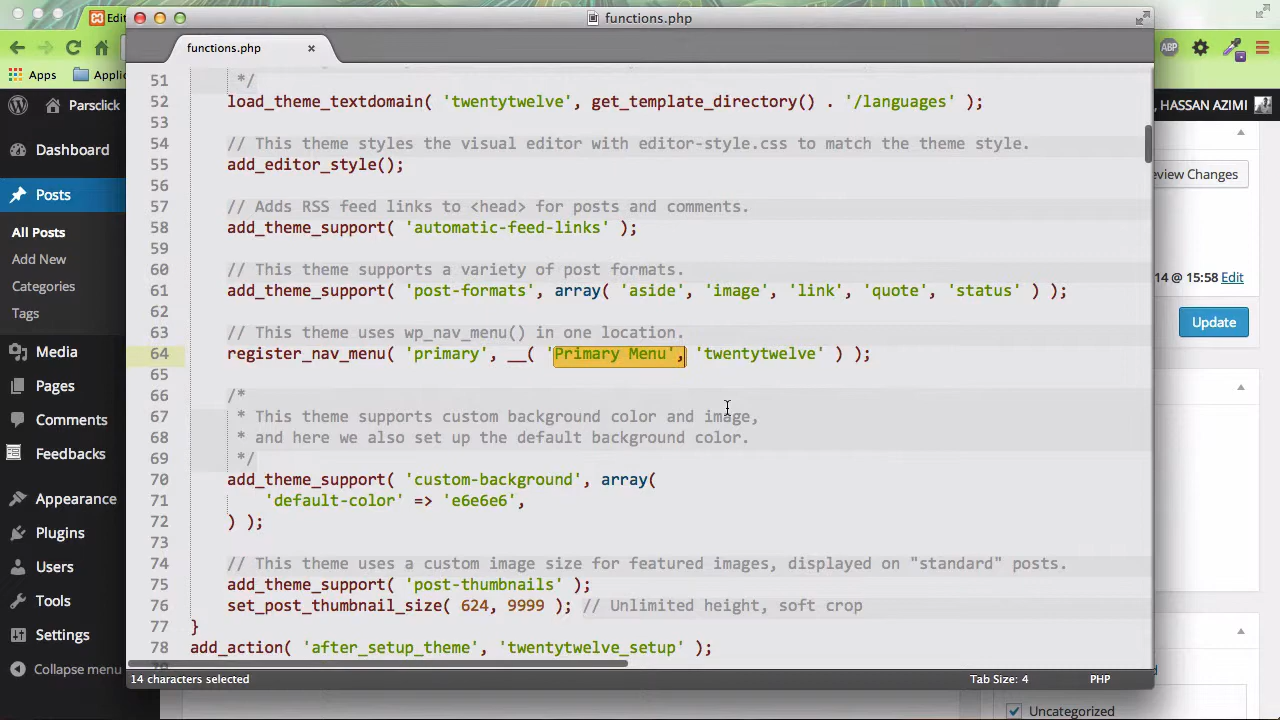 functions.php
Edi
functions.php
Apps
Applic
Parsclick
, HASSAN AZIMI
Dashboard
Posts
All Posts
Add New
Categories
Tags
Media
Pages
Comments
Feedbacks
Appearance
Plugins
Users
Tools
Settings
Collapse menu
51 */
52 load_theme_textdomain( 'twentytwelve', get_template_directory() . '/languages' );
53
54 // This theme styles the visual editor with editor-style.css to match the theme style.
55 add_editor_style();
56
57 // Adds RSS feed links to <head> for posts and comments.
58 add_theme_support( 'automatic-feed-links' );
59
60 // This theme supports a variety of post formats.
61 add_theme_support( 'post-formats', array( 'aside', 'image', 'link', 'quote', 'status' ) );
62
63 // This theme uses wp_nav_menu() in one location.
64 register_nav_menu( 'primary', __( 'Primary Menu', 'twentytwelve' ) );
65
66 /*
67 * This theme supports custom background color and image,
68 * and here we also set up the default background color.
69 */
70 add_theme_support( 'custom-background', array(
71 'default-color' => 'e6e6e6',
72 ) );
73
74 // This theme uses a custom image size for featured images, displayed on "standard" posts.
75 add_theme_support( 'post-thumbnails' );
76 set_post_thumbnail_size( 624, 9999 ); // Unlimited height, soft crop
77 }
78 add_action( 'after_setup_theme', 'twentytwelve_setup' );
14 characters selected
Tab Size: 4
PHP
ABP
eview Changes
14 @ 15:58 Edit
Update
Uncategorized